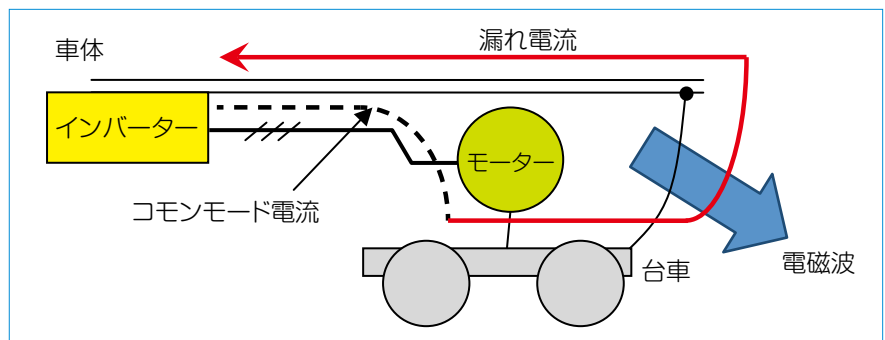 車体
漏れ電流
インバーター
モーター
コモンモード電流
台車
電磁波